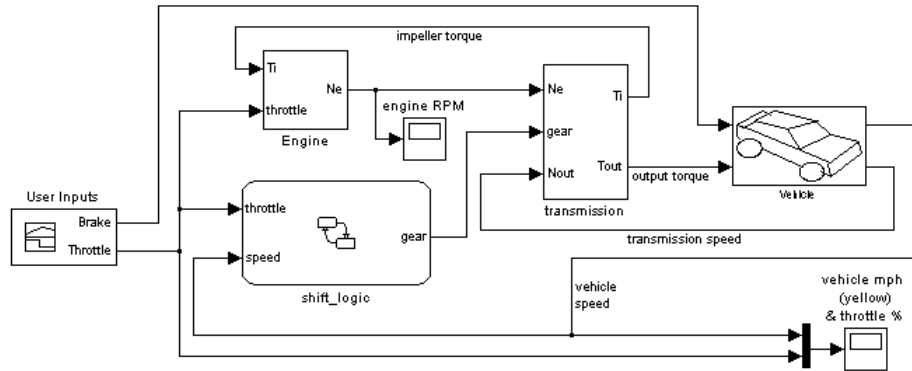 impeller torque
Ti
Ne
throttle
Engine
engine RPM
Ne
Ti
gear
Nout
Tout
transmission
output torque
Vehicle
transmission speed
User Inputs
Brake
Throttle
throttle
gear
speed
shift_logic
vehicle
speed
vehicle mph
(yellow)
& throttle %